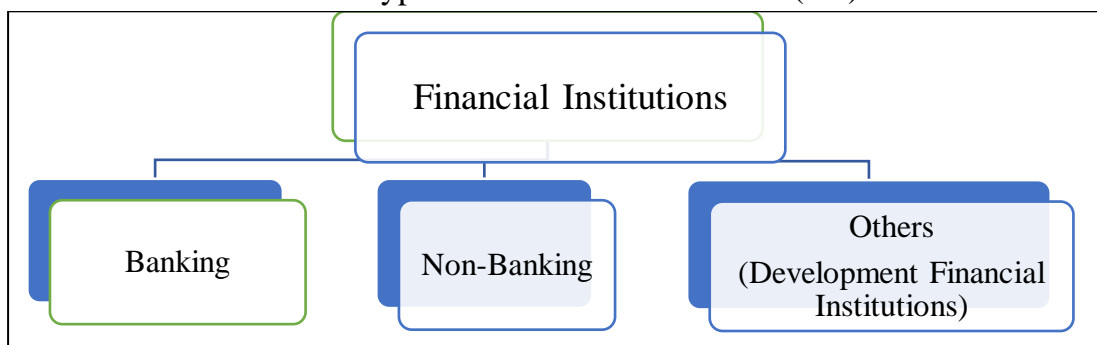 Financial Institutions
Banking
Non-Banking
Others
(Development Financial
Institutions)